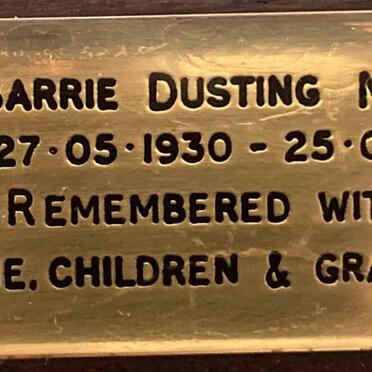 BARRIE DUSTING
27·05·1930 - 25·
REMEMBERED WIT
E. CHILDREN & GRA